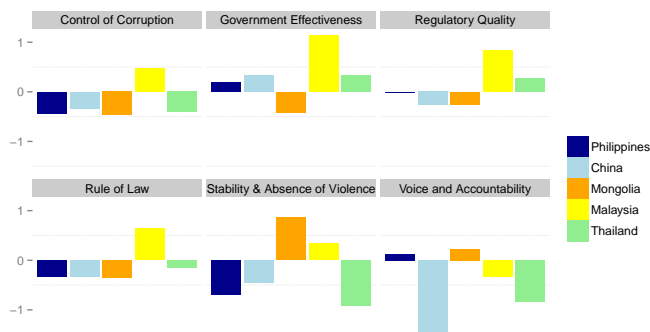 Control of Corruption
Government Effectiveness
Regulatory Quality
1
0
−1
Rule of Law
Stability & Absence of Violence
Voice and Accountability
1
0
−1
Philippines
China
Mongolia
Malaysia
Thailand